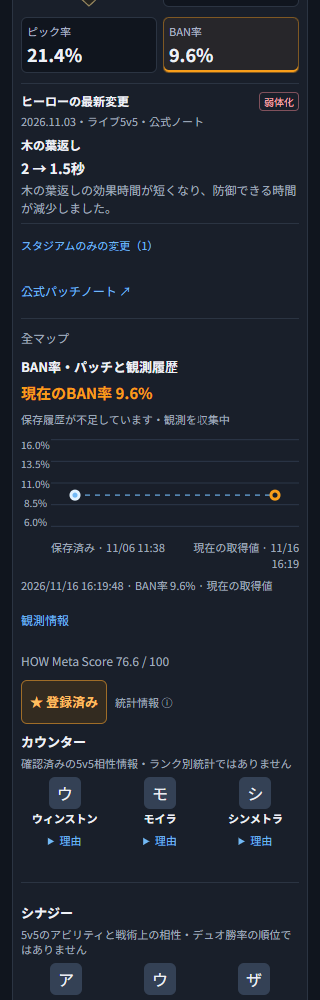 ピック率
21.4%
BAN率
9.6%
ヒーローの最新変更
弱体化
2026.11.03・ライブ5v5・公式ノート
木の葉返し
2 → 1.5秒
木の葉返しの効果時間が短くなり、防御できる時間
が減少しました。
スタジアムのみの変更（1）
公式パッチノート ↗
全マップ
BAN率・パッチと観測履歴
現在のBAN率 9.6%
保存履歴が不足しています・観測を収集中
16.0%
13.5%
11.0%
8.5%
6.0%
保存済み・11/06 11:38
現在の取得値・11/16
16:19
2026/11/16 16:19:48・BAN率 9.6%・現在の取得値
観測情報
HOW Meta Score 76.6 / 100
★ 登録済み
統計情報 ⓘ
カウンター
確認済みの5v5相性情報・ランク別統計ではありません
ウ
モ
シ
ウィンストン
モイラ
シンメトラ
▶ 理由
▶ 理由
▶ 理由
シナジー
5v5のアビリティと戦術上の相性・デュオ勝率の順位で
はありません
ア
ウ
ザ